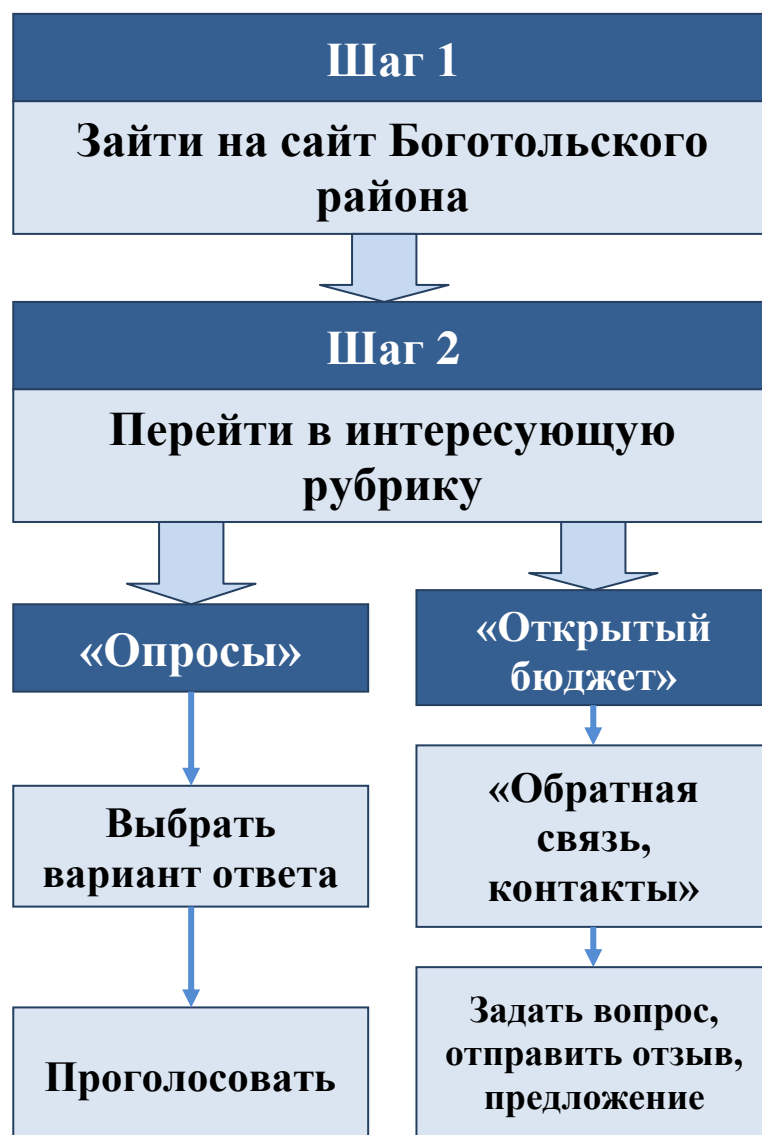 Шаг 1
Зайти на сайт Боготольского
района
Шаг 2
Перейти в интересующую
рубрику
«Опросы»
Выбрать
вариант ответа
Проголосовать
«Открытый
бюджет»
«Обратная
связь,
контакты»
Задать вопрос,
отправить отзыв,
предложение